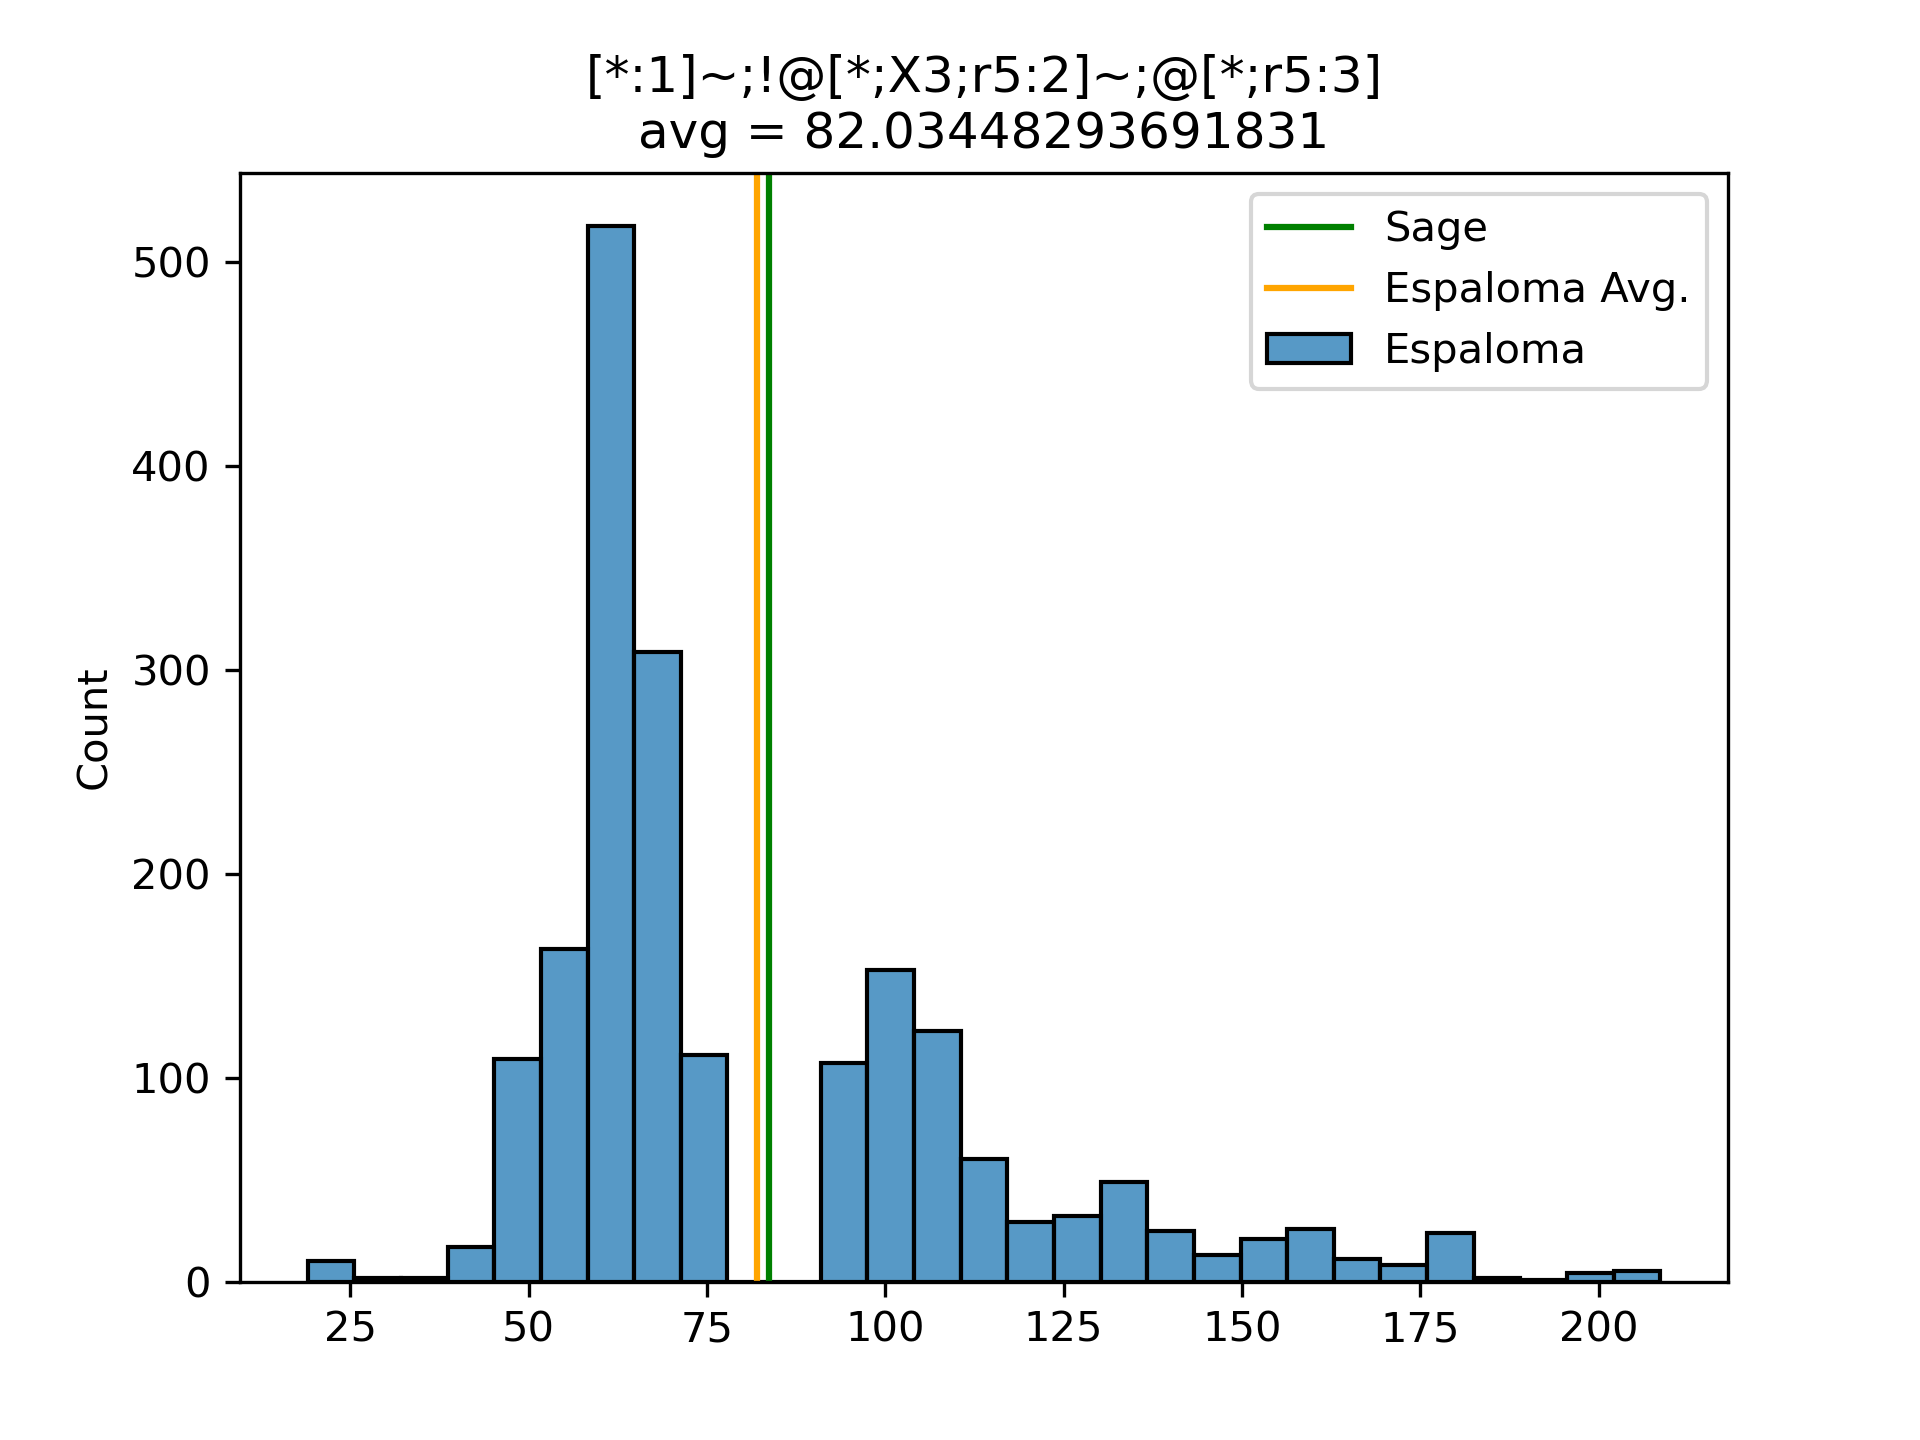 [*:1]~;!@[*;X3;r5:2]~;@[*;r5:3]
avg = 82.03448293691831
Sage
Espaloma Avg.
Espaloma
Count
500
400
300
200
100
0
25 50 75 100 125 150 175 200